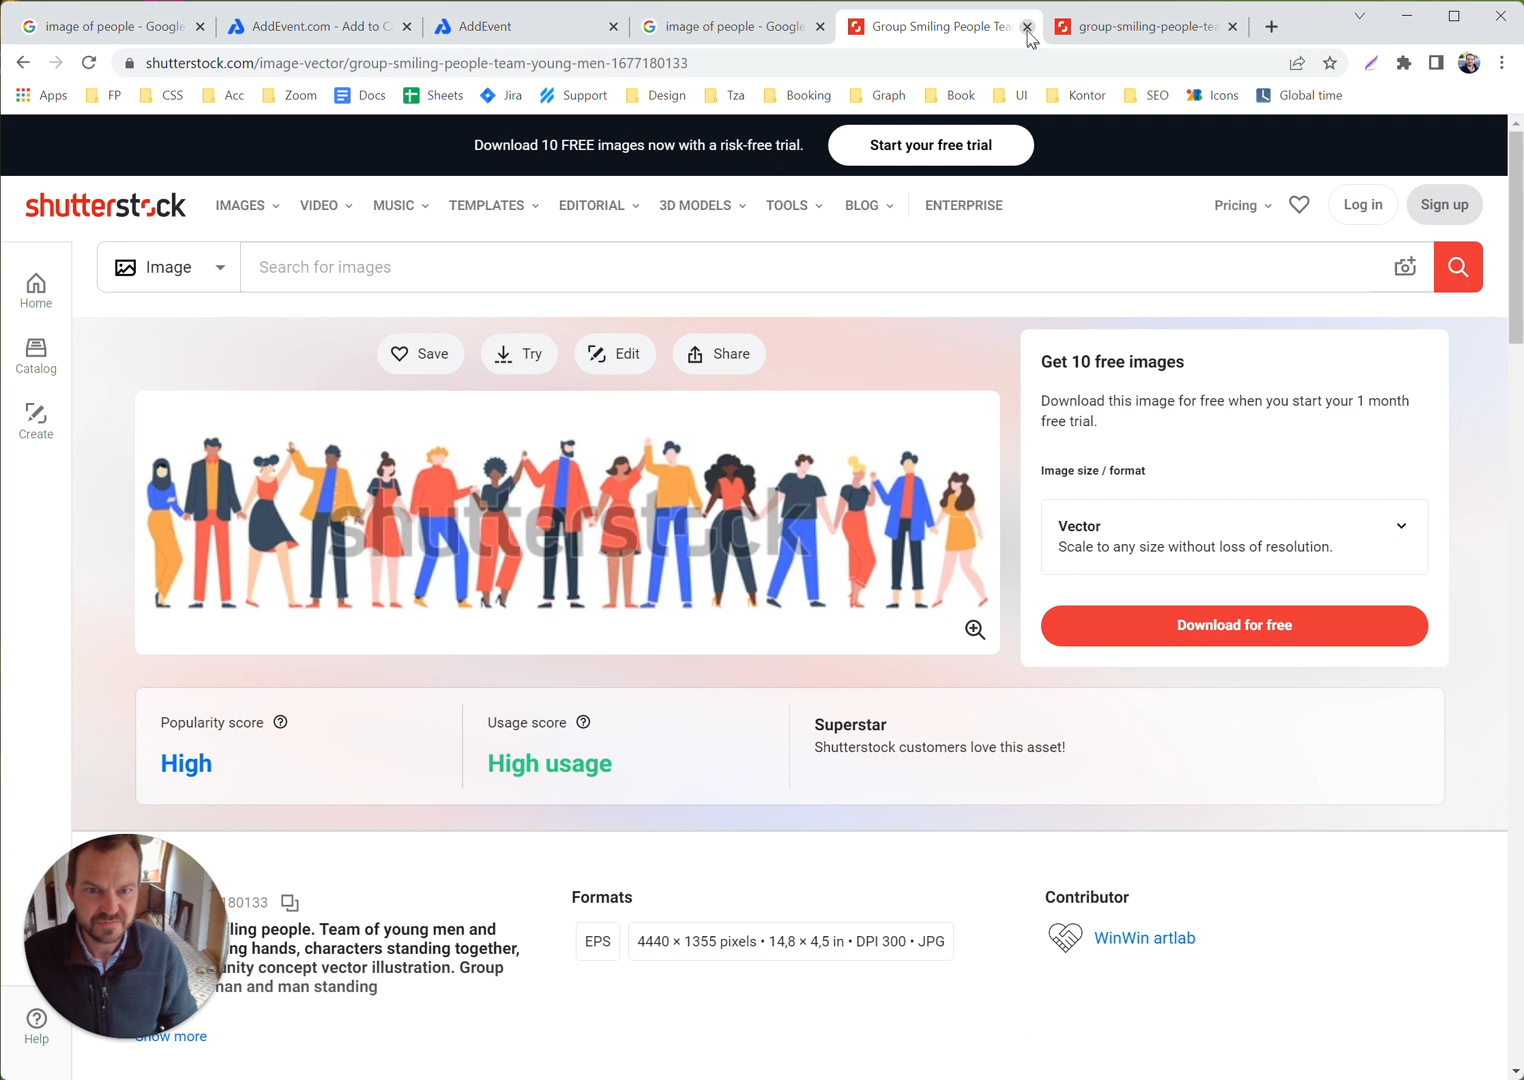 image of people - Google
AddEvent.com - Add to C
AddEvent
image of people - Google
Group Smiling People Tea
group-smiling-people-tea
shutterstock.com/image-vector/group-smiling-people-team-young-men-1677180133
Apps
FP
CSS
Acc
Zoom
Docs
Sheets
Jira
Support
Design
Tza
Booking
Graph
Book
UI
Kontor
SEO
Icons
Global time
Download 10 FREE images now with a risk-free trial.
Start your free trial
shutterstock
IMAGES
VIDEO
MUSIC
TEMPLATES
EDITORIAL
3D MODELS
TOOLS
BLOG
ENTERPRISE
Pricing
Log in
Sign up
Image
Search for images
Home
Catalog
Create
Save
Try
Edit
Share
shutterstock
Get 10 free images
Download this image for free when you start your 1 month
free trial.
Image size / format
Vector
Scale to any size without loss of resolution.
Download for free
Popularity score
High
Usage score
High usage
Superstar
Shutterstock customers love this asset!
180133
ling people. Team of young men and
ng hands, characters standing together,
unity concept vector illustration. Group
man and man standing
Show more
Formats
EPS
4440 × 1355 pixels • 14,8 × 4,5 in • DPI 300 • JPG
Contributor
WinWin artlab
Help